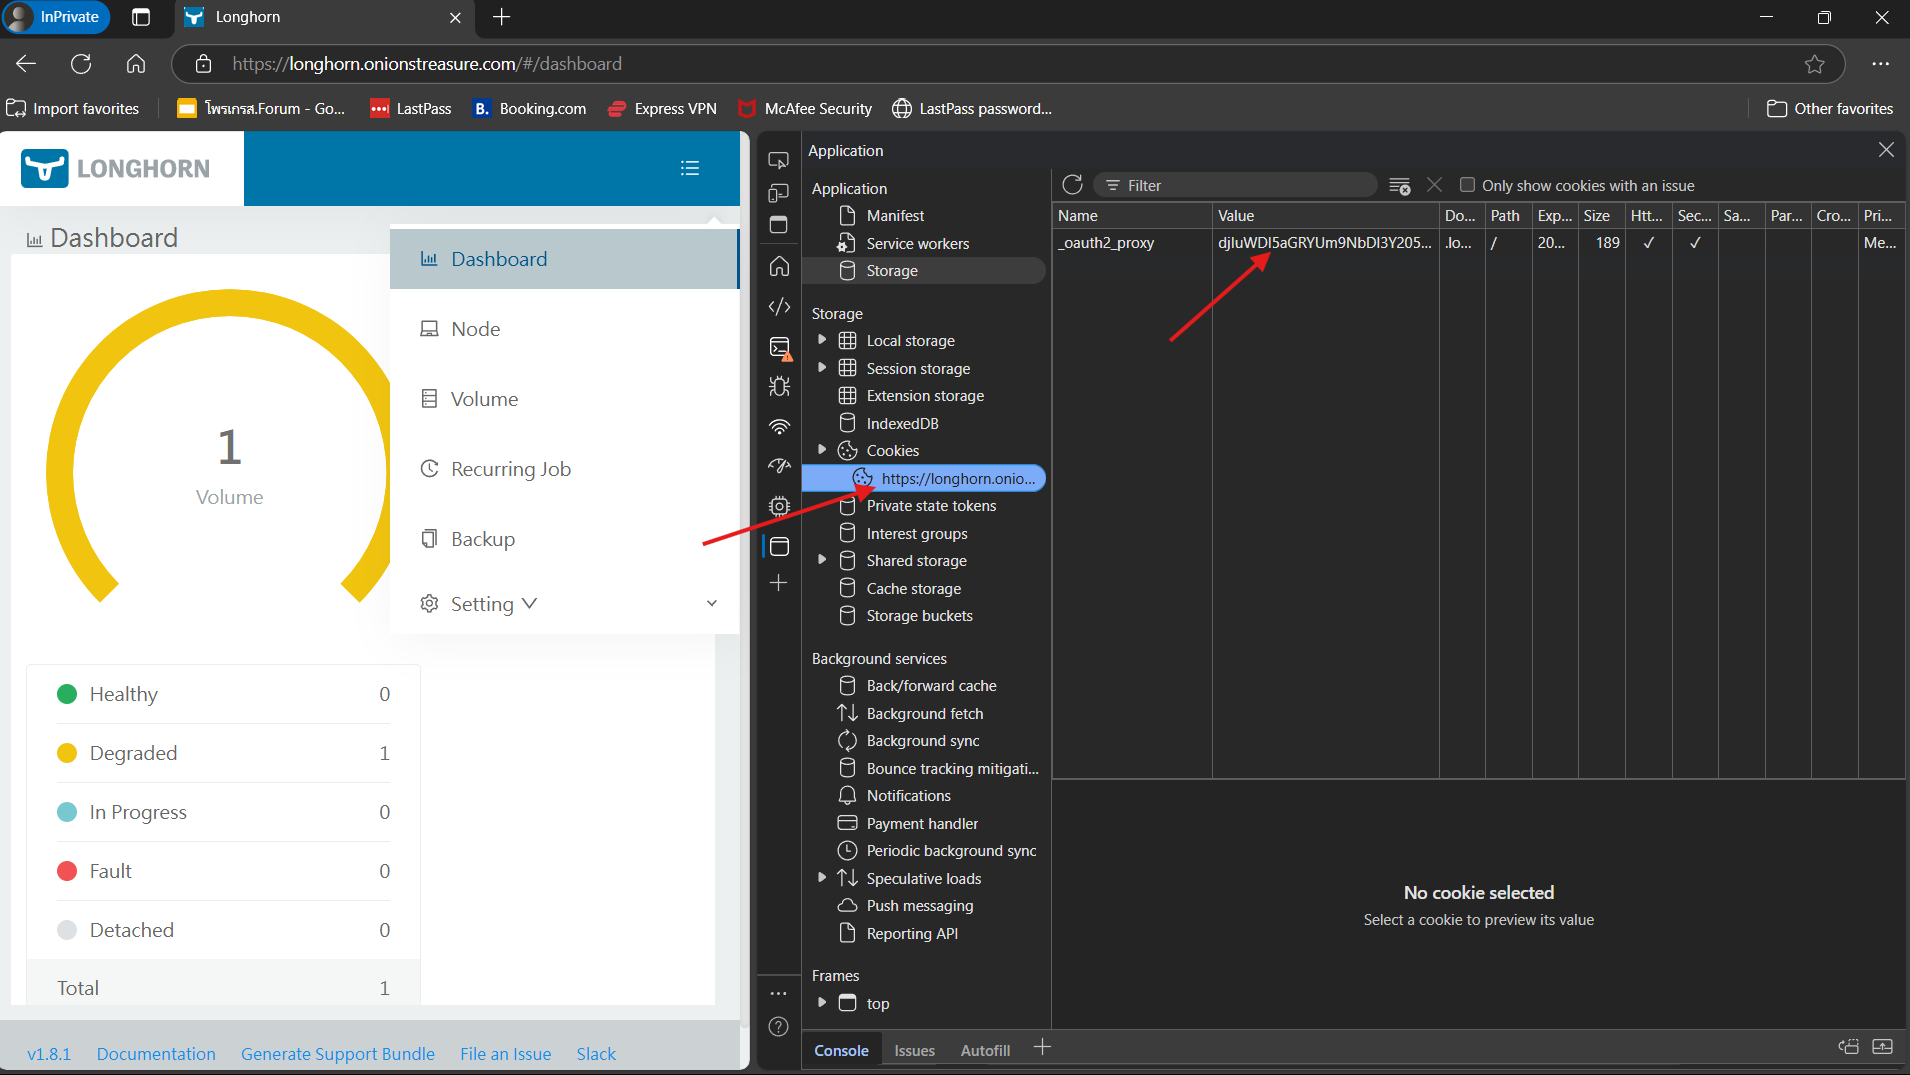 InPrivate
Longhorn
https://longhorn.onionstreasure.com/#/dashboard
Import favorites
โพรเกรส.Forum - Go...
LastPass
B. Booking.com
Express VPN
McAfee Security
LastPass password...
Other favorites
LONGHORN
Dashboard
1
Volume
Dashboard
Node
Volume
Recurring Job
Backup
Setting
Healthy 0
Degraded 1
In Progress 0
Fault 0
Detached 0
Total 1
v1.8.1 Documentation Generate Support Bundle File an Issue Slack
Application
Application
Manifest
Service workers
Storage
Storage
Local storage
Session storage
Extension storage
IndexedDB
Cookies
https://longhorn.onio...
Private state tokens
Interest groups
Shared storage
Cache storage
Storage buckets
Background services
Back/forward cache
Background fetch
Background sync
Bounce tracking mitigati...
Notifications
Payment handler
Periodic background sync
Speculative loads
Push messaging
Reporting API
Frames
top
Filter
Only show cookies with an issue
Name Value Do... Path Exp... Size Htt... Sec... Sa... Par... Cro... Pri...
_oauth2_proxy djIuWDI5aGRYUm9NbDl3Y205... .lo... / 20... 189 ✓ ✓ Me...
No cookie selected
Select a cookie to preview its value
Console Issues Autofill